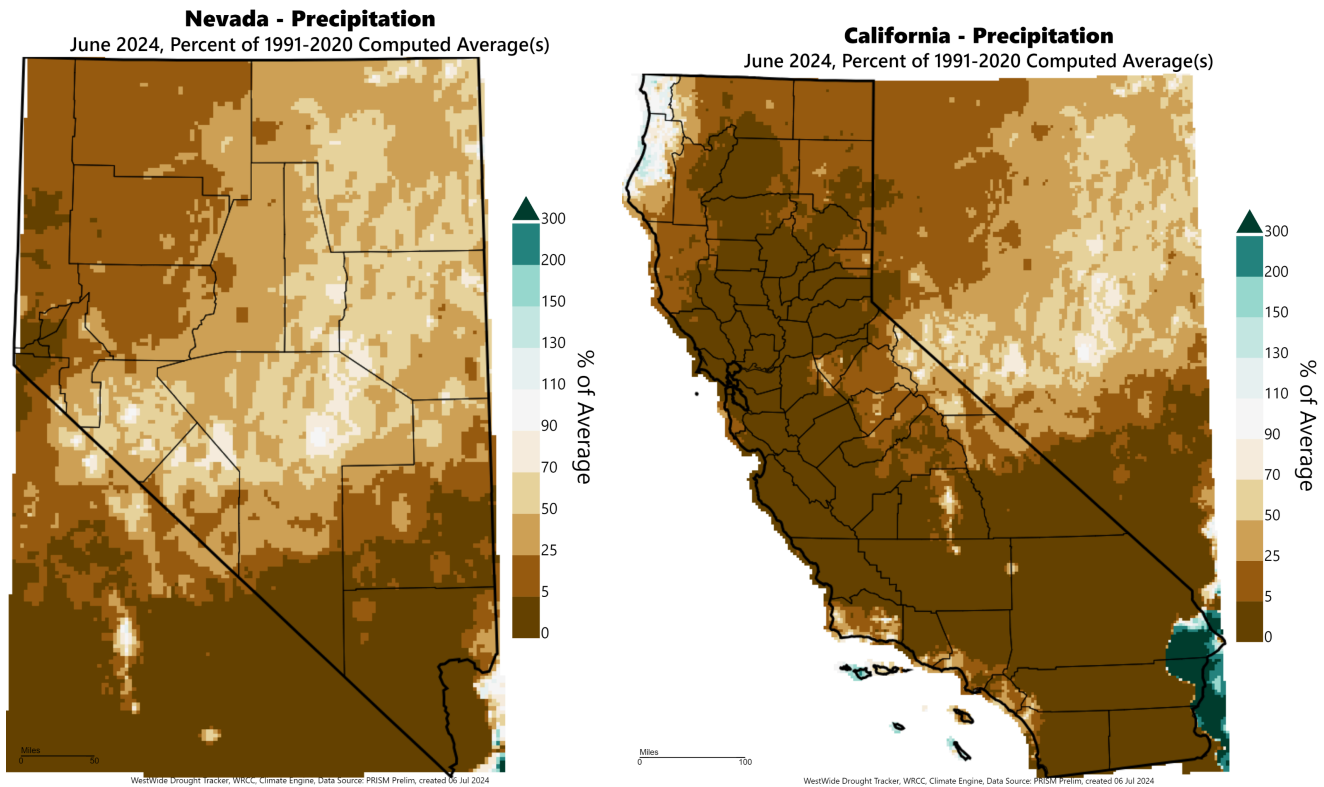 Nevada - Precipitation
June 2024, Percent of 1991-2020 Computed Average(s)
300
200
150
130
110
90
70
50
25
5
0
% of Average
Miles
0 50
WestWide Drought Tracker, WRCC, Climate Engine, Data Source: PRISM Prelim, created 06 Jul 2024
California - Precipitation
June 2024, Percent of 1991-2020 Computed Average(s)
300
200
150
130
110
90
70
50
25
5
0
% of Average
Miles
0 100
WestWide Drought Tracker, WRCC, Climate Engine, Data Source: PRISM Prelim, created 06 Jul 2024